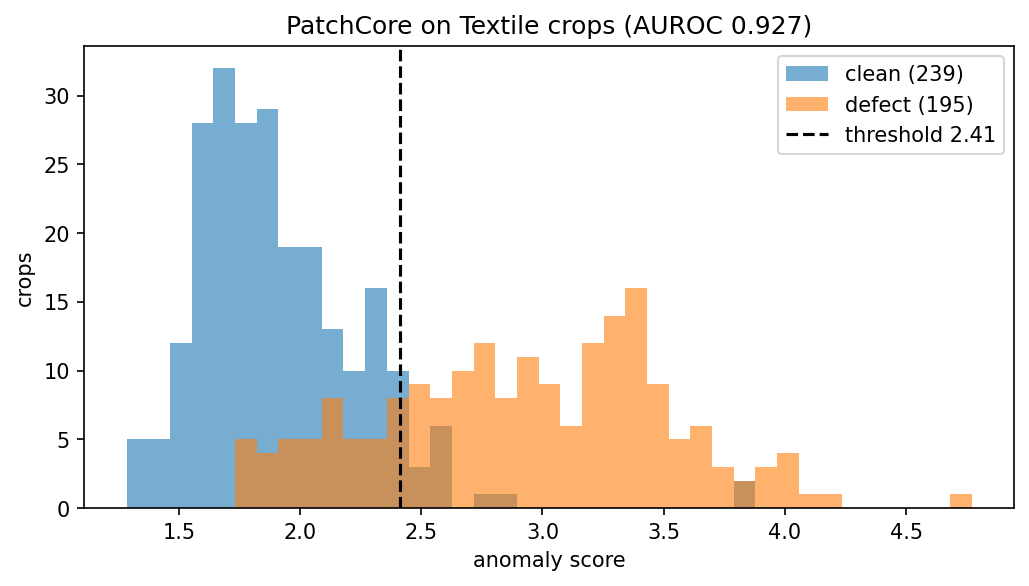 PatchCore on Textile crops (AUROC 0.927)
clean (239)
defect (195)
threshold 2.41
crops
30
25
20
15
10
5
0
1.5 2.0 2.5 3.0 3.5 4.0 4.5
anomaly score